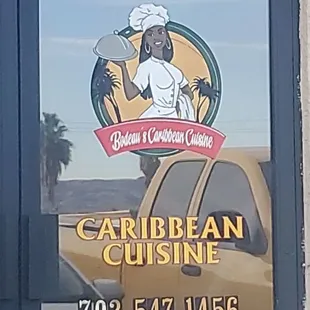 Bodeau's Caribbean Cuisine
CARIBBEAN
CUISINE
702 547 1456